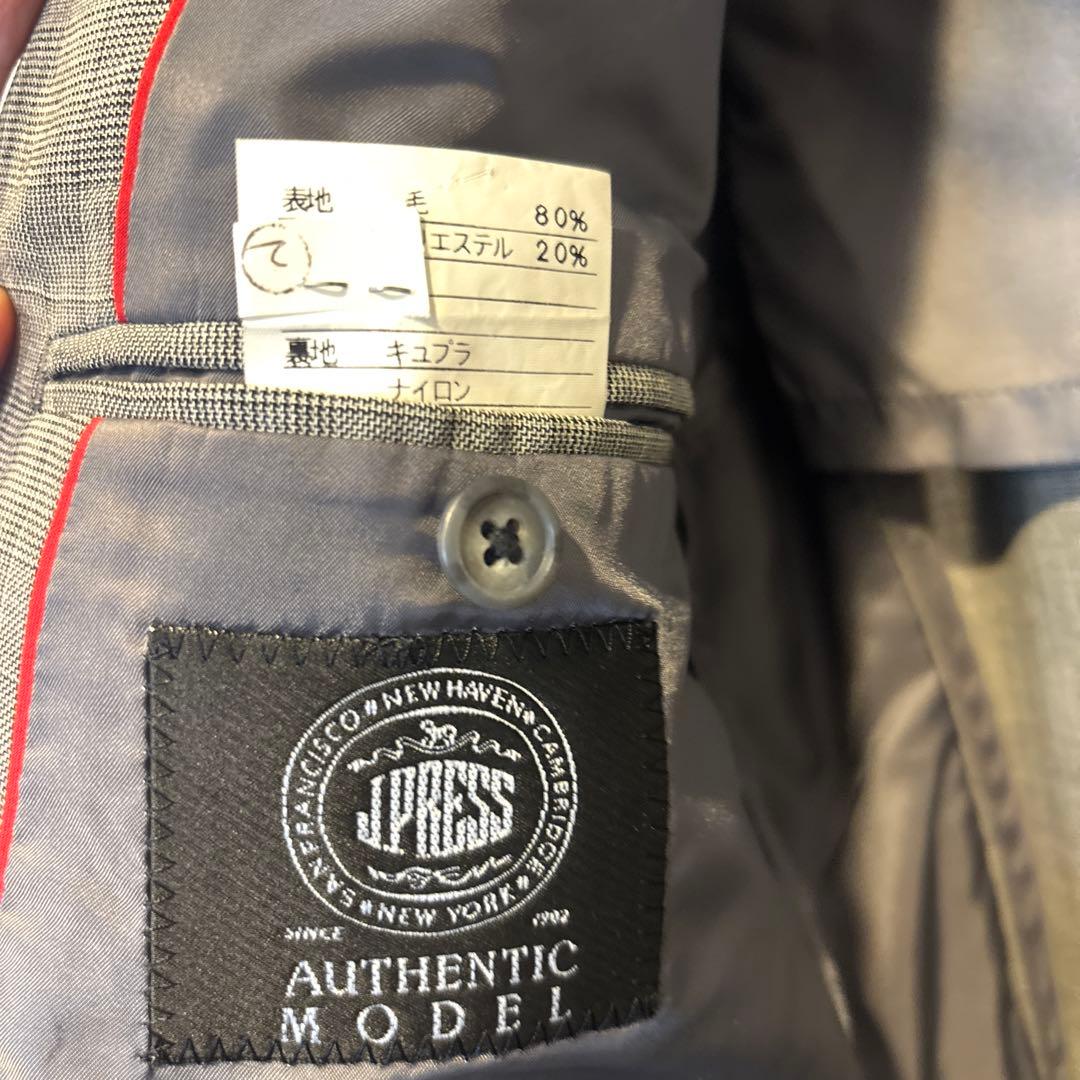 表地 毛 80%
エステル 20%
て
裏地 キュプラ
ナイロン
SAN FRANCISCO * NEW HAVEN * CAMBRIDGE * NEW YORK *
J.PRESS
SINCE 1902
AUTHENTIC
MODEL